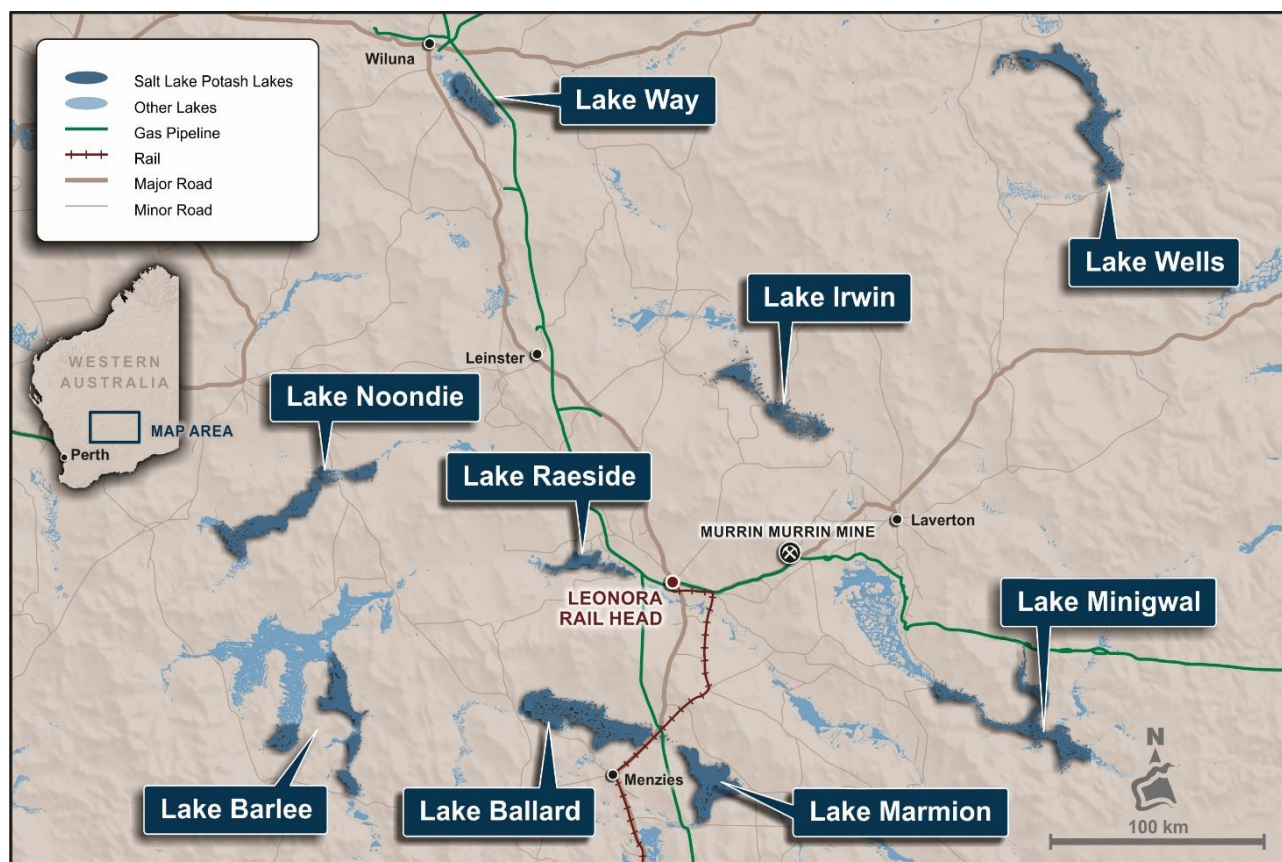 Salt Lake Potash Lakes
Other Lakes
Gas Pipeline
Rail
Major Road
Minor Road
Wiluna
Lake Way
Lake Wells
Lake Irwin
Leinster
WESTERN
AUSTRALIA
MAP AREA
Perth
Lake Noondie
Lake Raeside
Laverton
MURRIN MURRIN MINE
LEONORA
RAIL HEAD
Lake Minigwal
N
Menzies
Lake Barlee
Lake Ballard
Lake Marmion
100 km